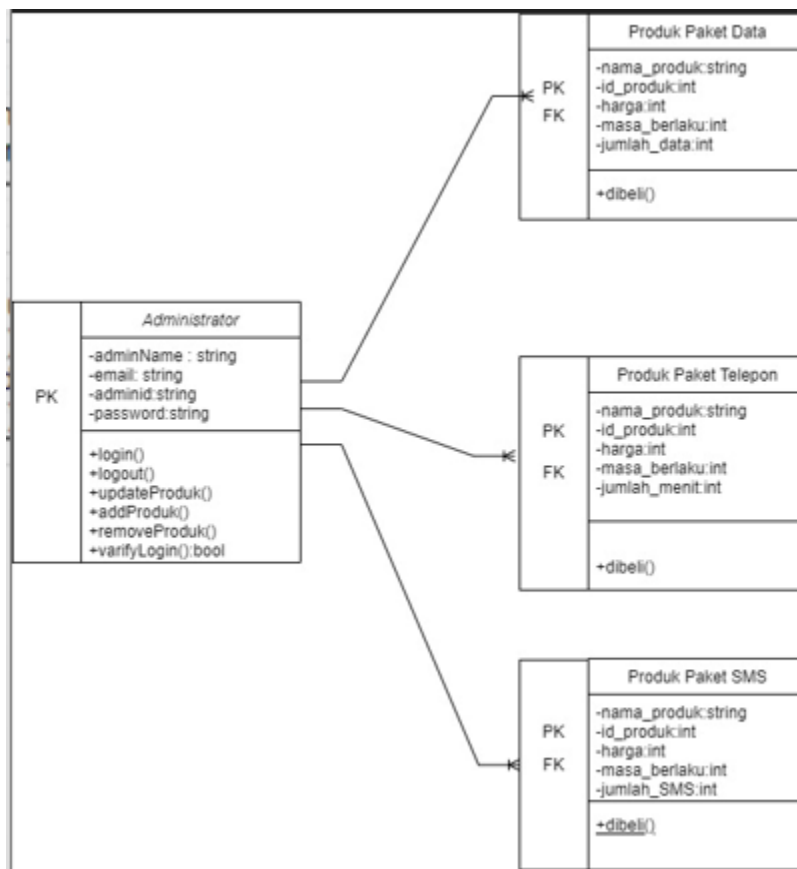 Produk Paket Data
PK
FK
-nama_produk:string
-id_produk:int
-harga:int
-masa_berlaku:int
-jumlah_data:int
+dibeli()
Administrator
PK
-adminName : string
-email: string
-adminid:string
-password:string
+login()
+logout()
+updateProduk()
+addProduk()
+removeProduk()
+varifyLogin():bool
Produk Paket Telepon
PK
FK
-nama_produk:string
-id_produk:int
-harga:int
-masa_berlaku:int
-jumlah_menit:int
+dibeli()
Produk Paket SMS
PK
FK
-nama_produk:string
-id_produk:int
-harga:int
-masa_berlaku:int
-jumlah_SMS:int
+dibeli()